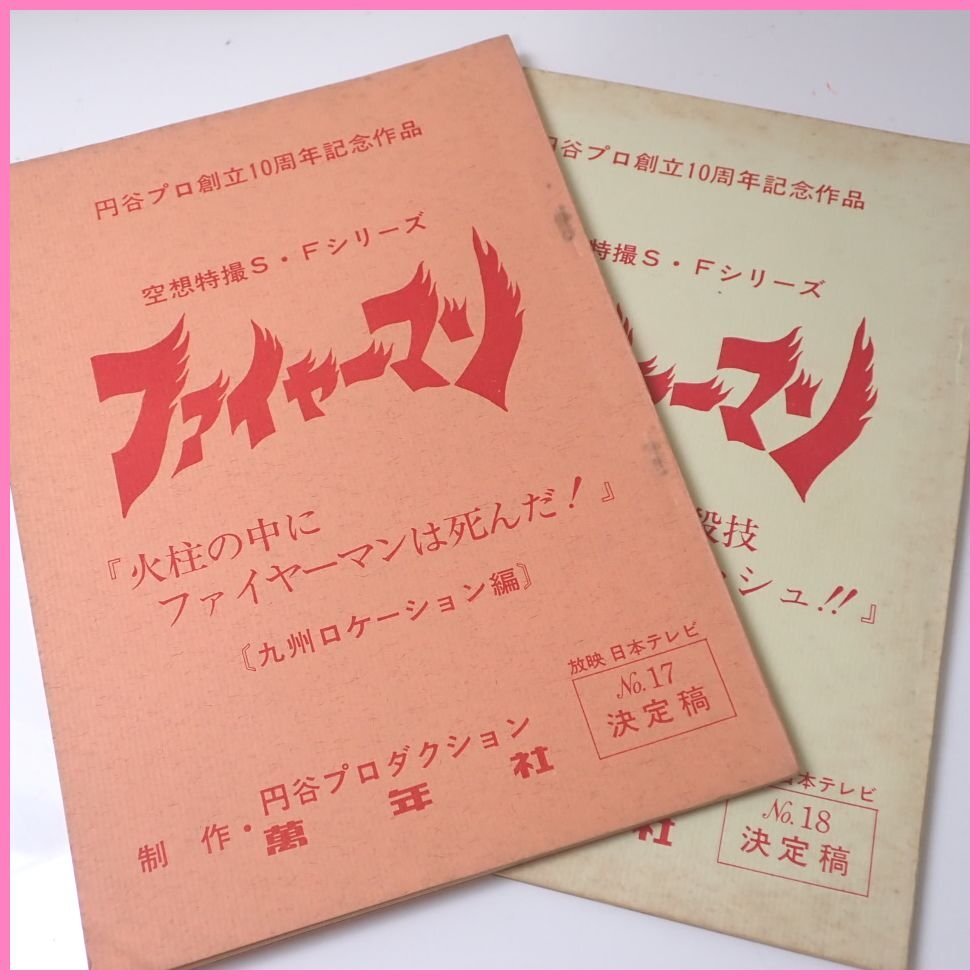 円谷プロ創立10周年記念作品
空想特撮S・Fシリーズ
ファイヤーマン
『火柱の中に
ファイヤーマンは死んだ！』
〔九州ロケーション編〕
放映 日本テレビ
No.17
決定稿
制作・円谷プロダクション
萬年社
円谷プロ創立10周年記念作品
特撮S・Fシリーズ
ーマン
殺技
シュ!!』
日本テレビ
No.18
決定稿
社